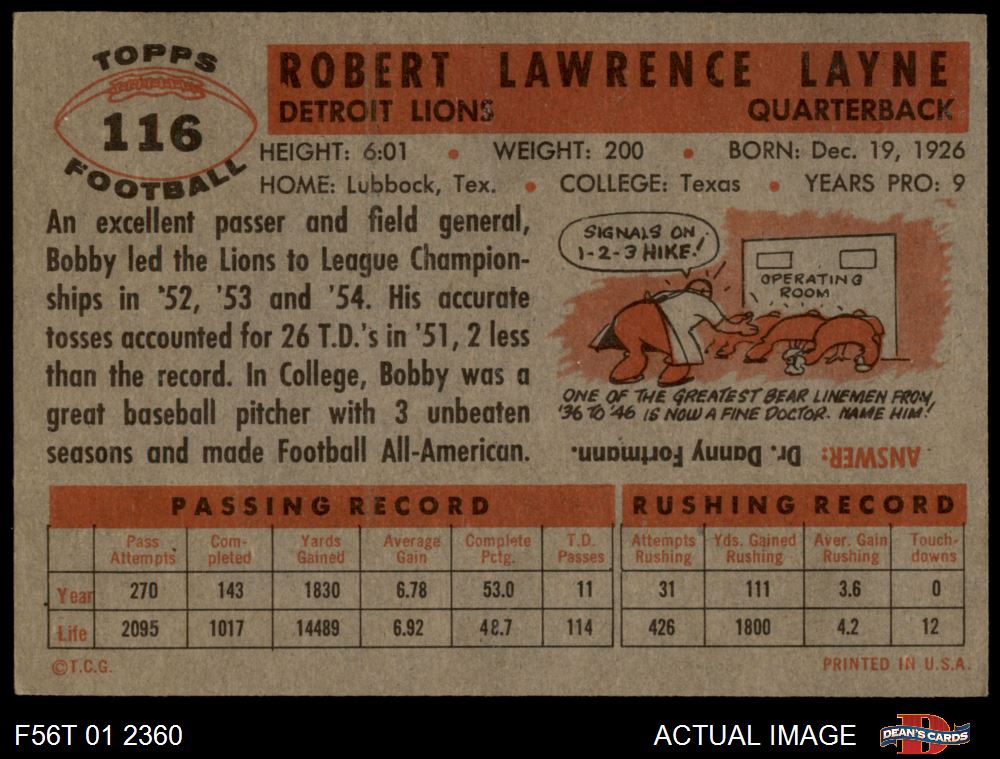 TOPPS
116
FOOTBALL
ROBERT LAWRENCE LAYNE
DETROIT LIONS QUARTERBACK
HEIGHT: 6:01 • WEIGHT: 200 • BORN: Dec. 19, 1926
HOME: Lubbock, Tex. • COLLEGE: Texas • YEARS PRO: 9
An excellent passer and field general,
Bobby led the Lions to League Champion-
ships in '52, '53 and '54. His accurate
tosses accounted for 26 T.D.'s in '51, 2 less
than the record. In College, Bobby was a
great baseball pitcher with 3 unbeaten
seasons and made Football All-American.
SIGNALS ON
1-2-3 HIKE!
OPERATING
ROOM
ONE OF THE GREATEST BEAR LINEMEN FROM
'36 TO '46 IS NOW A FINE DOCTOR. NAME HIM!
ANSWER: Dr. Danny Fortmann.
PASSING RECORD
Pass Com- Yards Average Complete T.D.
Attempts pleted Gained Gain Pctg. Passes
Year 270 143 1830 6.78 53.0 11
Life 2095 1017 14489 6.92 48.7 114
RUSHING RECORD
Attempts Yds. Gained Aver. Gain Touch-
Rushing Rushing Rushing downs
31 111 3.6 0
426 1800 4.2 12
©T.C.G. PRINTED IN U.S.A.
F56T 01 2360 ACTUAL IMAGE D DEAN'S CARDS